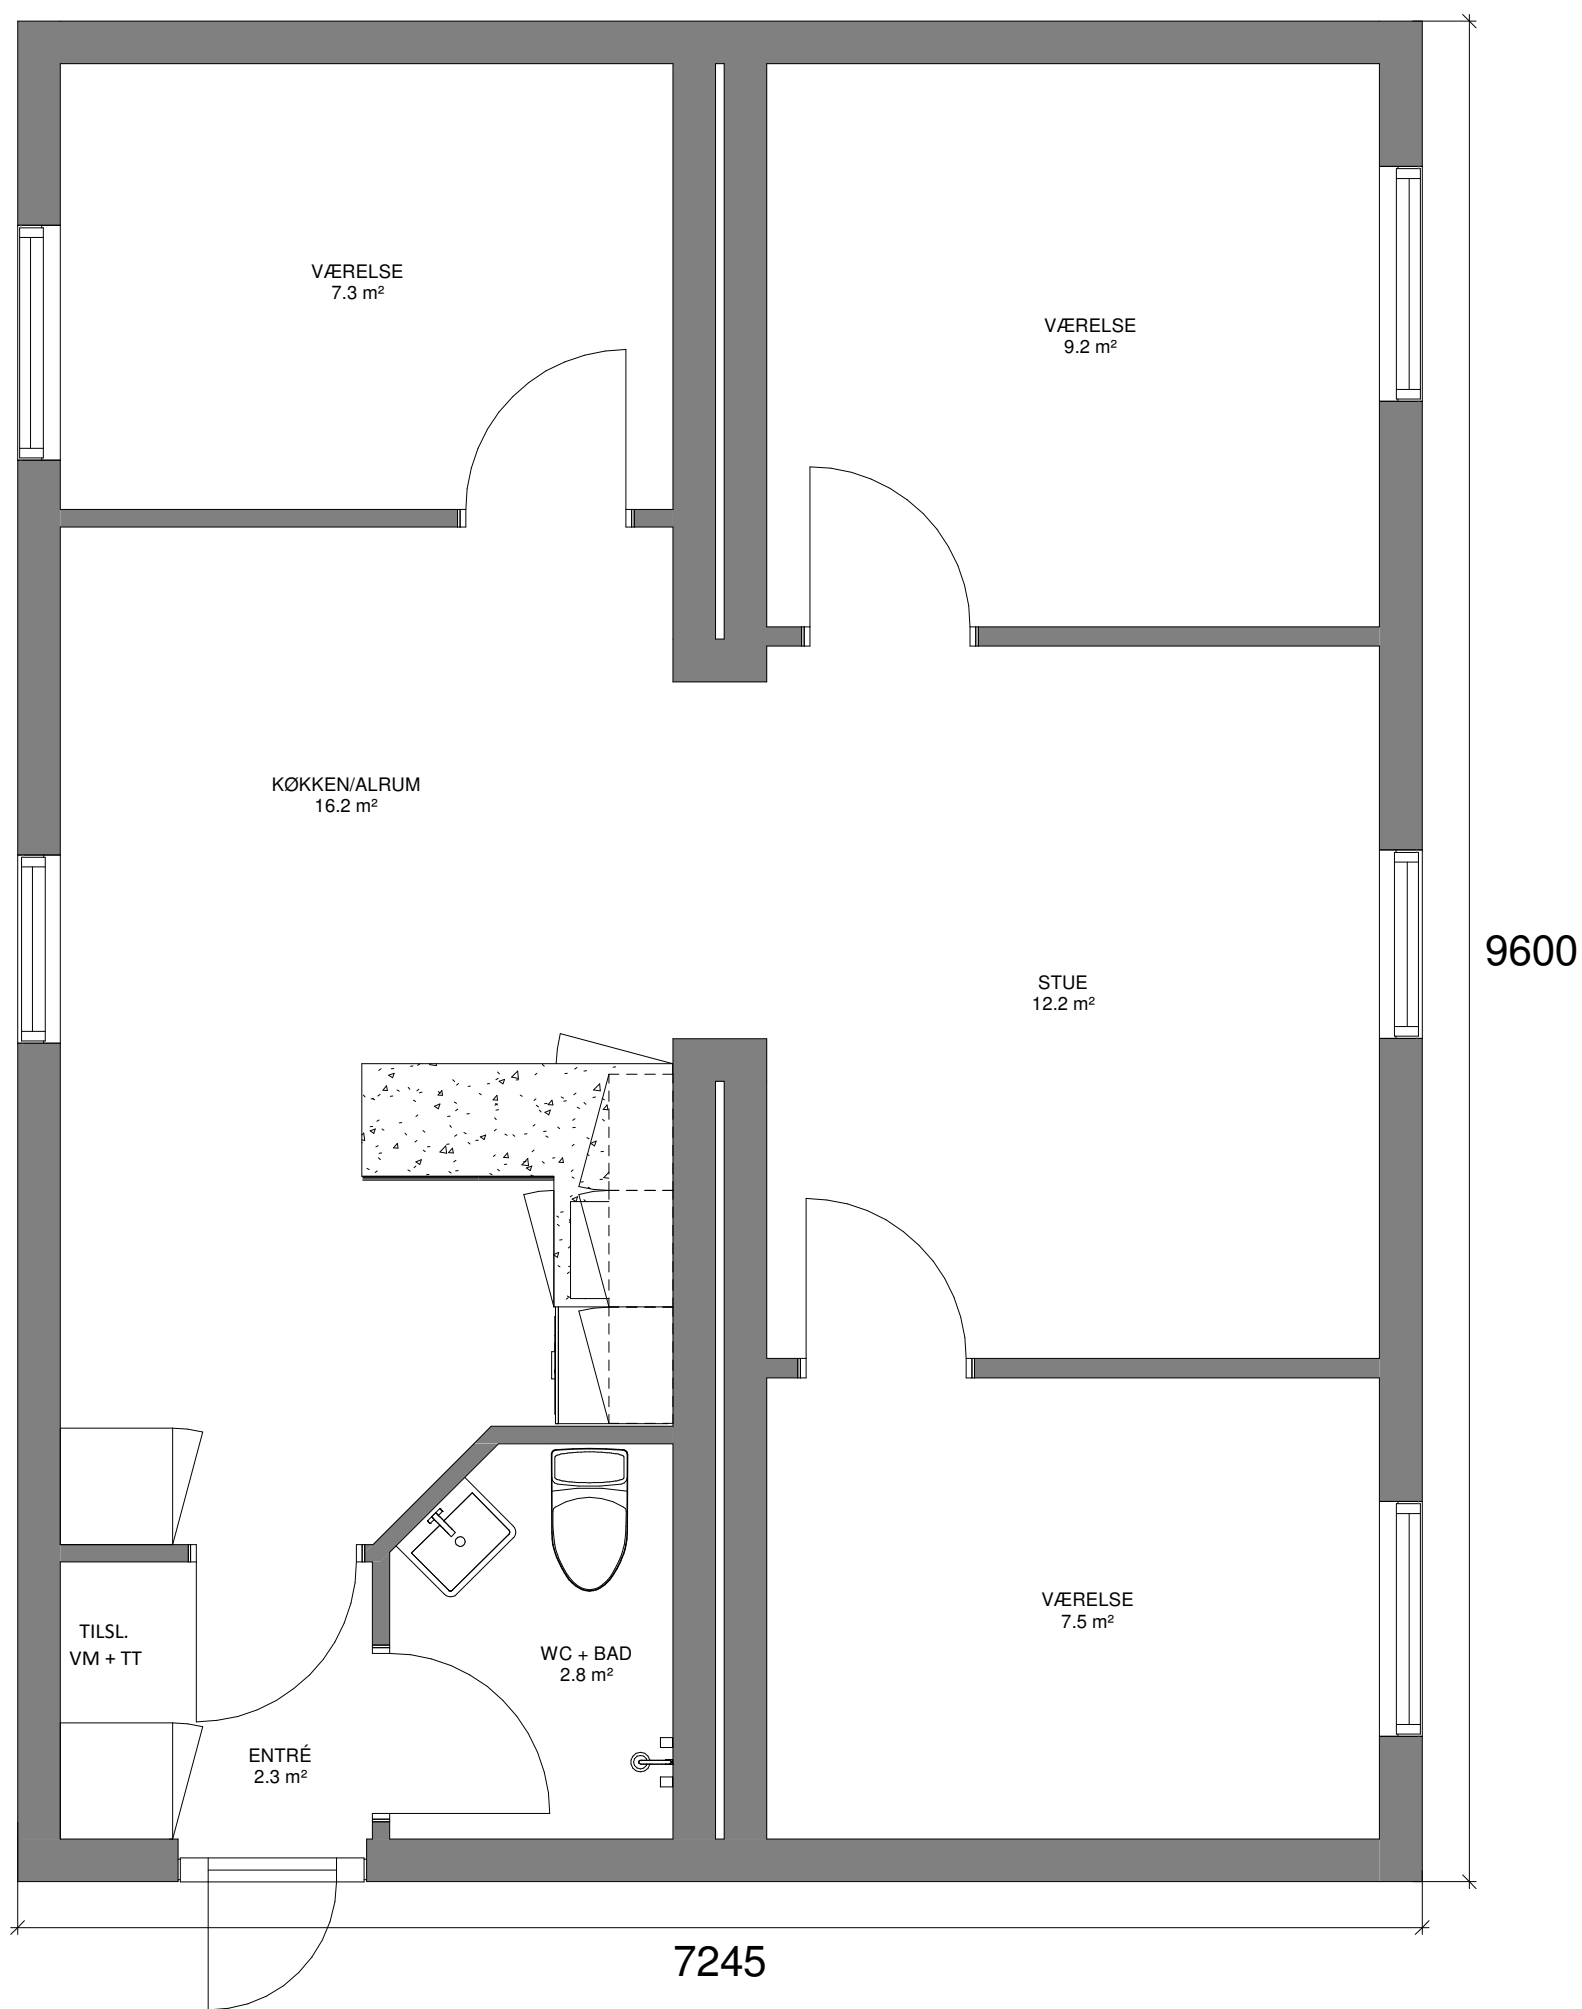 VÆRELSE
7.3 m²
VÆRELSE
9.2 m²
KØKKEN/ALRUM
16.2 m²
9600
STUE
12.2 m²
VÆRELSE
7.5 m²
TILSL.
VM + TT
WC + BAD
2.8 m²
ENTRÉ
2.3 m²
7245